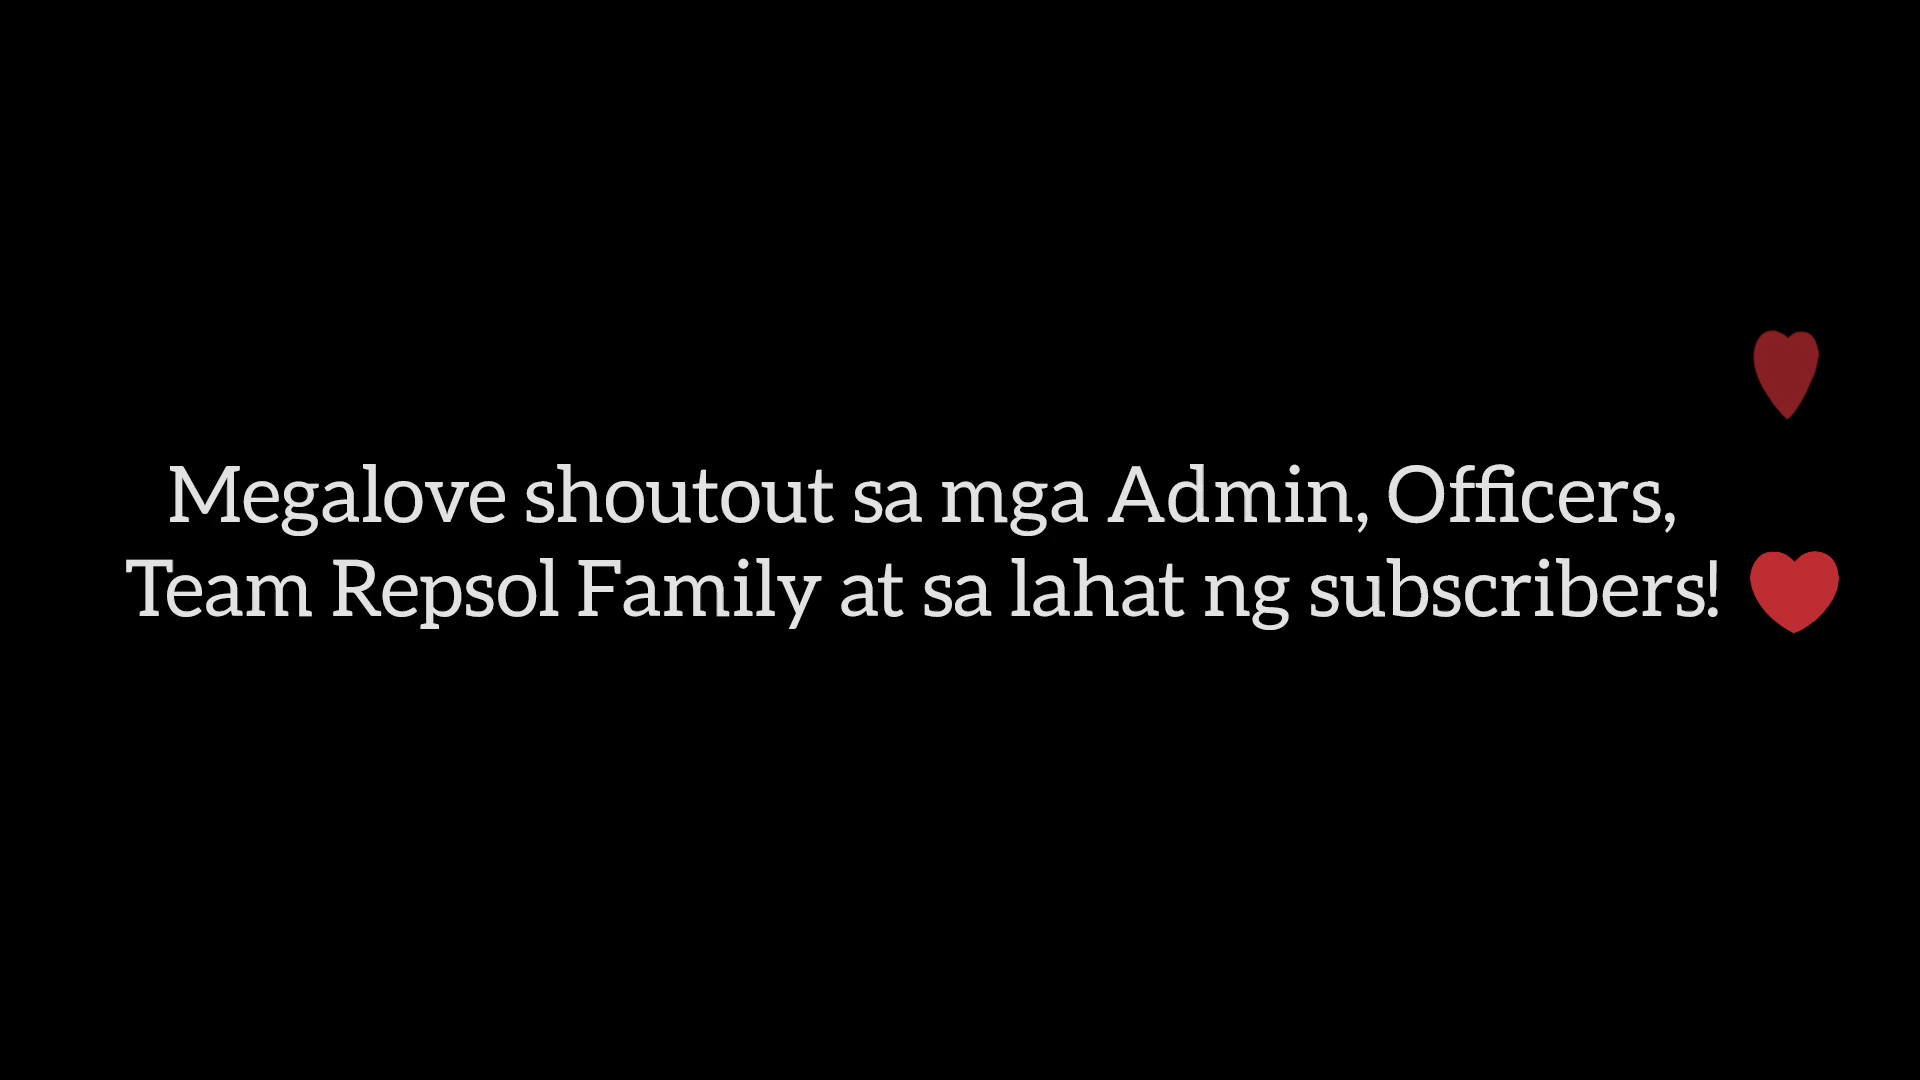 Megalove shoutout sa mga Admin, Officers,
Team Repsol Family at sa lahat ng subscribers!